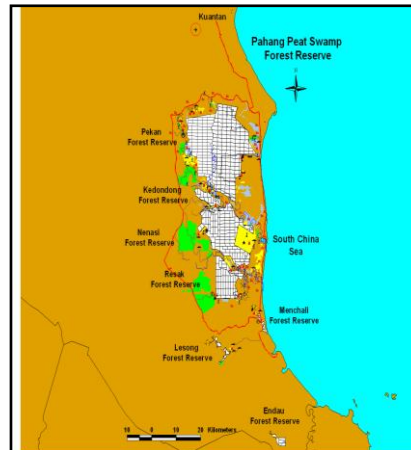 Kuantan
Pahang Peat Swamp
Forest Reserve
Pekan
Forest Reserve
Kedondong
Forest Reserve
Nenasi
Forest Reserve
South China
Sea
Resak
Forest Reserve
Menchali
Forest Reserve
Lesong
Forest Reserve
Endau
Forest Reserve
10 0 10 20 Kilometers